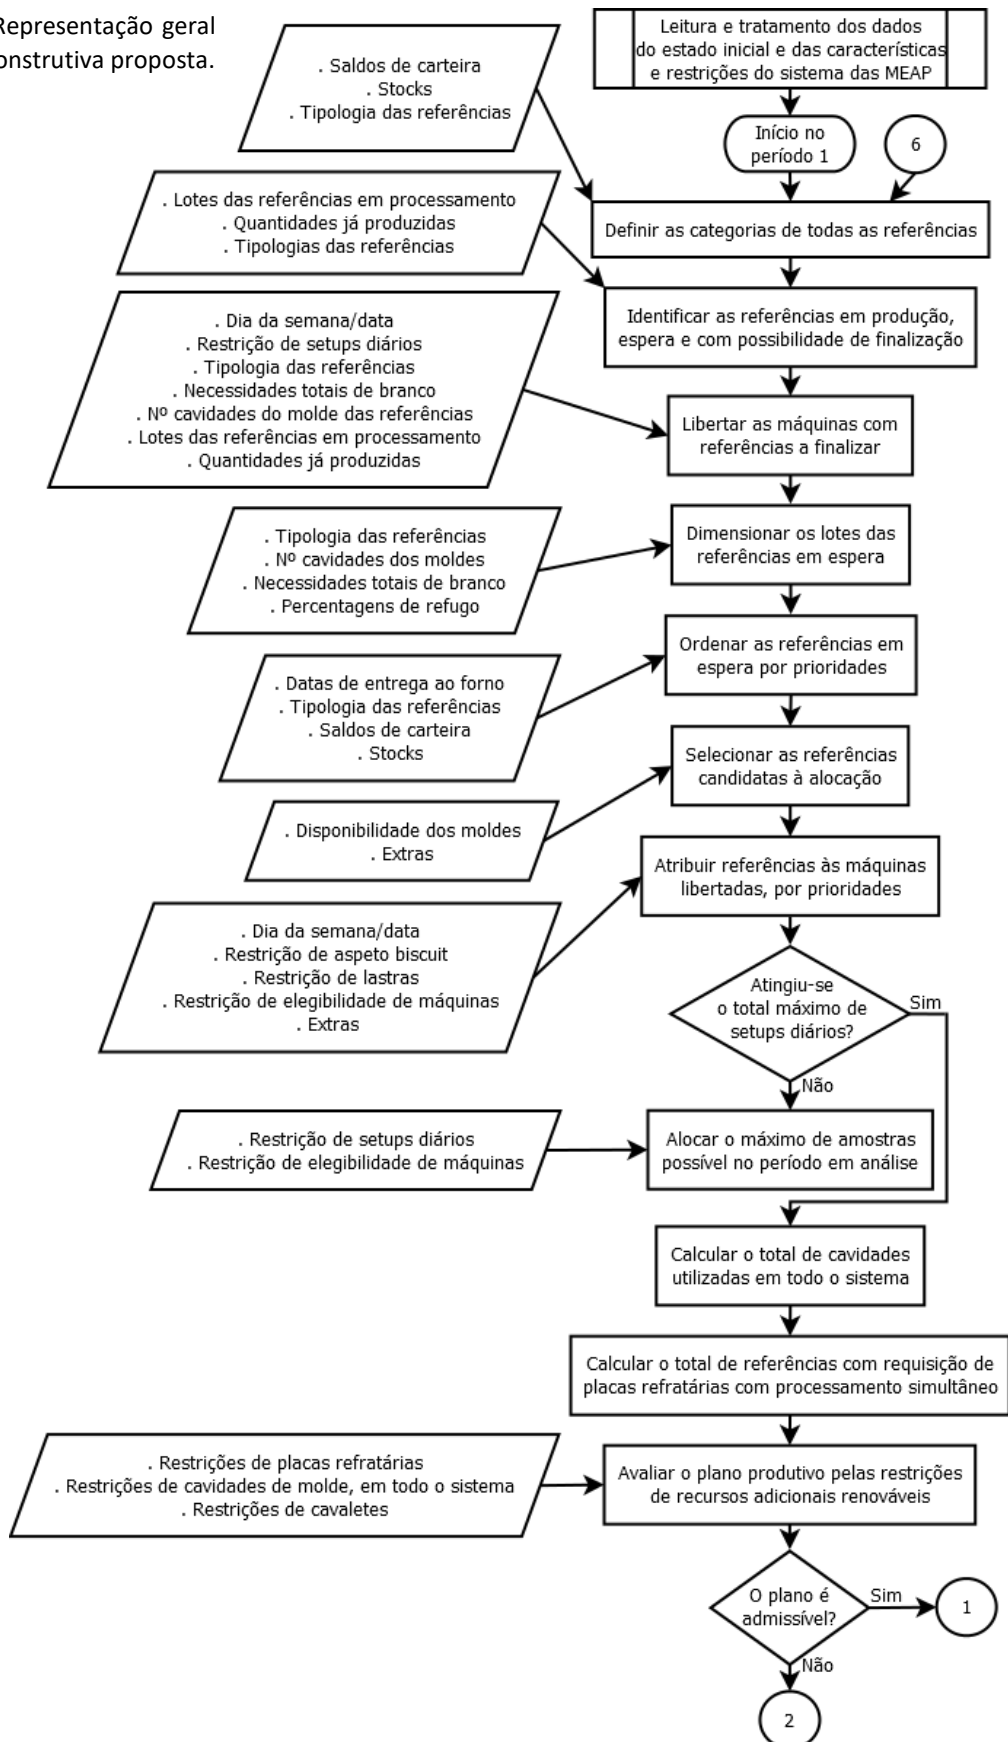 Representação geral
onstrutiva proposta.
Leitura e tratamento dos dados
do estado inicial e das características
e restrições do sistema das MEAP
. Saldos de carteira
. Stocks
. Tipologia das referências
Início no
período 1
6
. Lotes das referências em processamento
. Quantidades já produzidas
. Tipologias das referências
Definir as categorias de todas as referências
Identificar as referências em produção,
espera e com possibilidade de finalização
. Dia da semana/data
. Restrição de setups diários
. Tipologia das referências
. Necessidades totais de branco
. Nº cavidades do molde das referências
. Lotes das referências em processamento
. Quantidades já produzidas
Libertar as máquinas com
referências a finalizar
. Tipologia das referências
. Nº cavidades dos moldes
. Necessidades totais de branco
. Percentagens de refugo
Dimensionar os lotes das
referências em espera
Ordenar as referências em
espera por prioridades
. Datas de entrega ao forno
. Tipologia das referências
. Saldos de carteira
. Stocks
Selecionar as referências
candidatas à alocação
. Disponibilidade dos moldes
. Extras
Atribuir referências às máquinas
libertadas, por prioridades
. Dia da semana/data
. Restrição de aspeto biscuit
. Restrição de lastras
. Restrição de elegibilidade de máquinas
. Extras
Atingiu-se
o total máximo de
setups diários?
Sim
Não
. Restrição de setups diários
. Restrição de elegibilidade de máquinas
Alocar o máximo de amostras
possível no período em análise
Calcular o total de cavidades
utilizadas em todo o sistema
Calcular o total de referências com requisição de
placas refratárias com processamento simultâneo
. Restrições de placas refratárias
. Restrições de cavidades de molde, em todo o sistema
. Restrições de cavaletes
Avaliar o plano produtivo pelas restrições
de recursos adicionais renováveis
O plano é
admissível?
Sim
1
Não
2